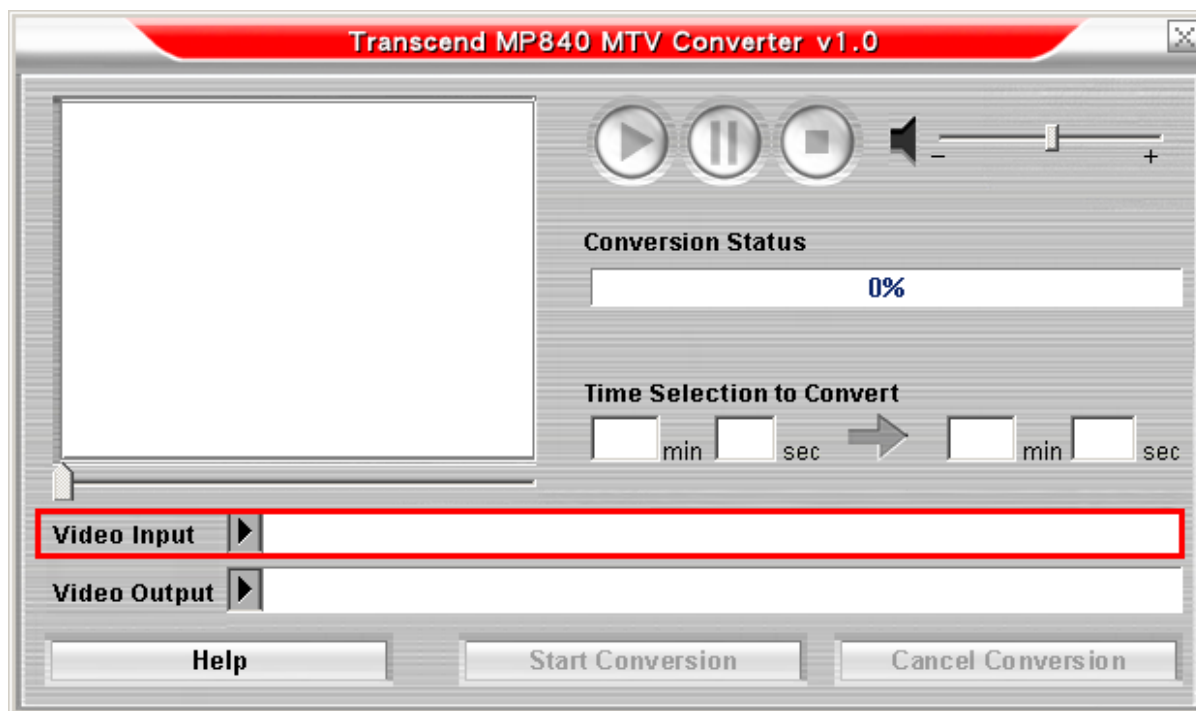 Transcend MP840 MTV Converter v1.0
- +
Conversion Status
0%
Time Selection to Convert
min sec min sec
Video Input
Video Output
Help Start Conversion Cancel Conversion